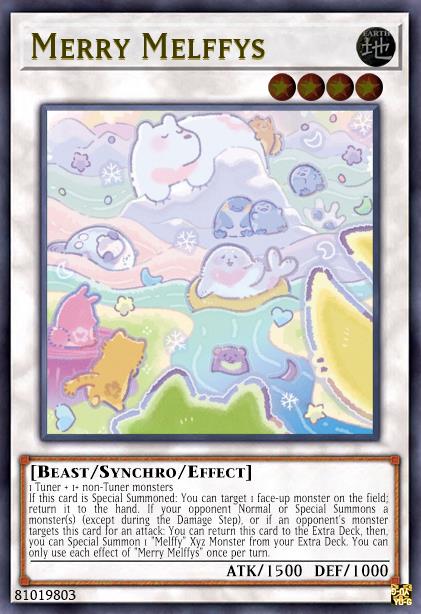 MERRY MELFFYS
EARTH
地
[BEAST/SYNCHRO/EFFECT]
1 Tuner + 1+ non-Tuner monsters
If this card is Special Summoned: You can target 1 face-up monster on the field;
return it to the hand. If your opponent Normal or Special Summons a
monster(s) (except during the Damage Step), or if an opponent's monster
targets this card for an attack: You can return this card to the Extra Deck, then,
you can Special Summon 1 "Melffy" Xyz Monster from your Extra Deck. You can
only use each effect of "Merry Melffys" once per turn.
ATK/1500 DEF/1000
81019803